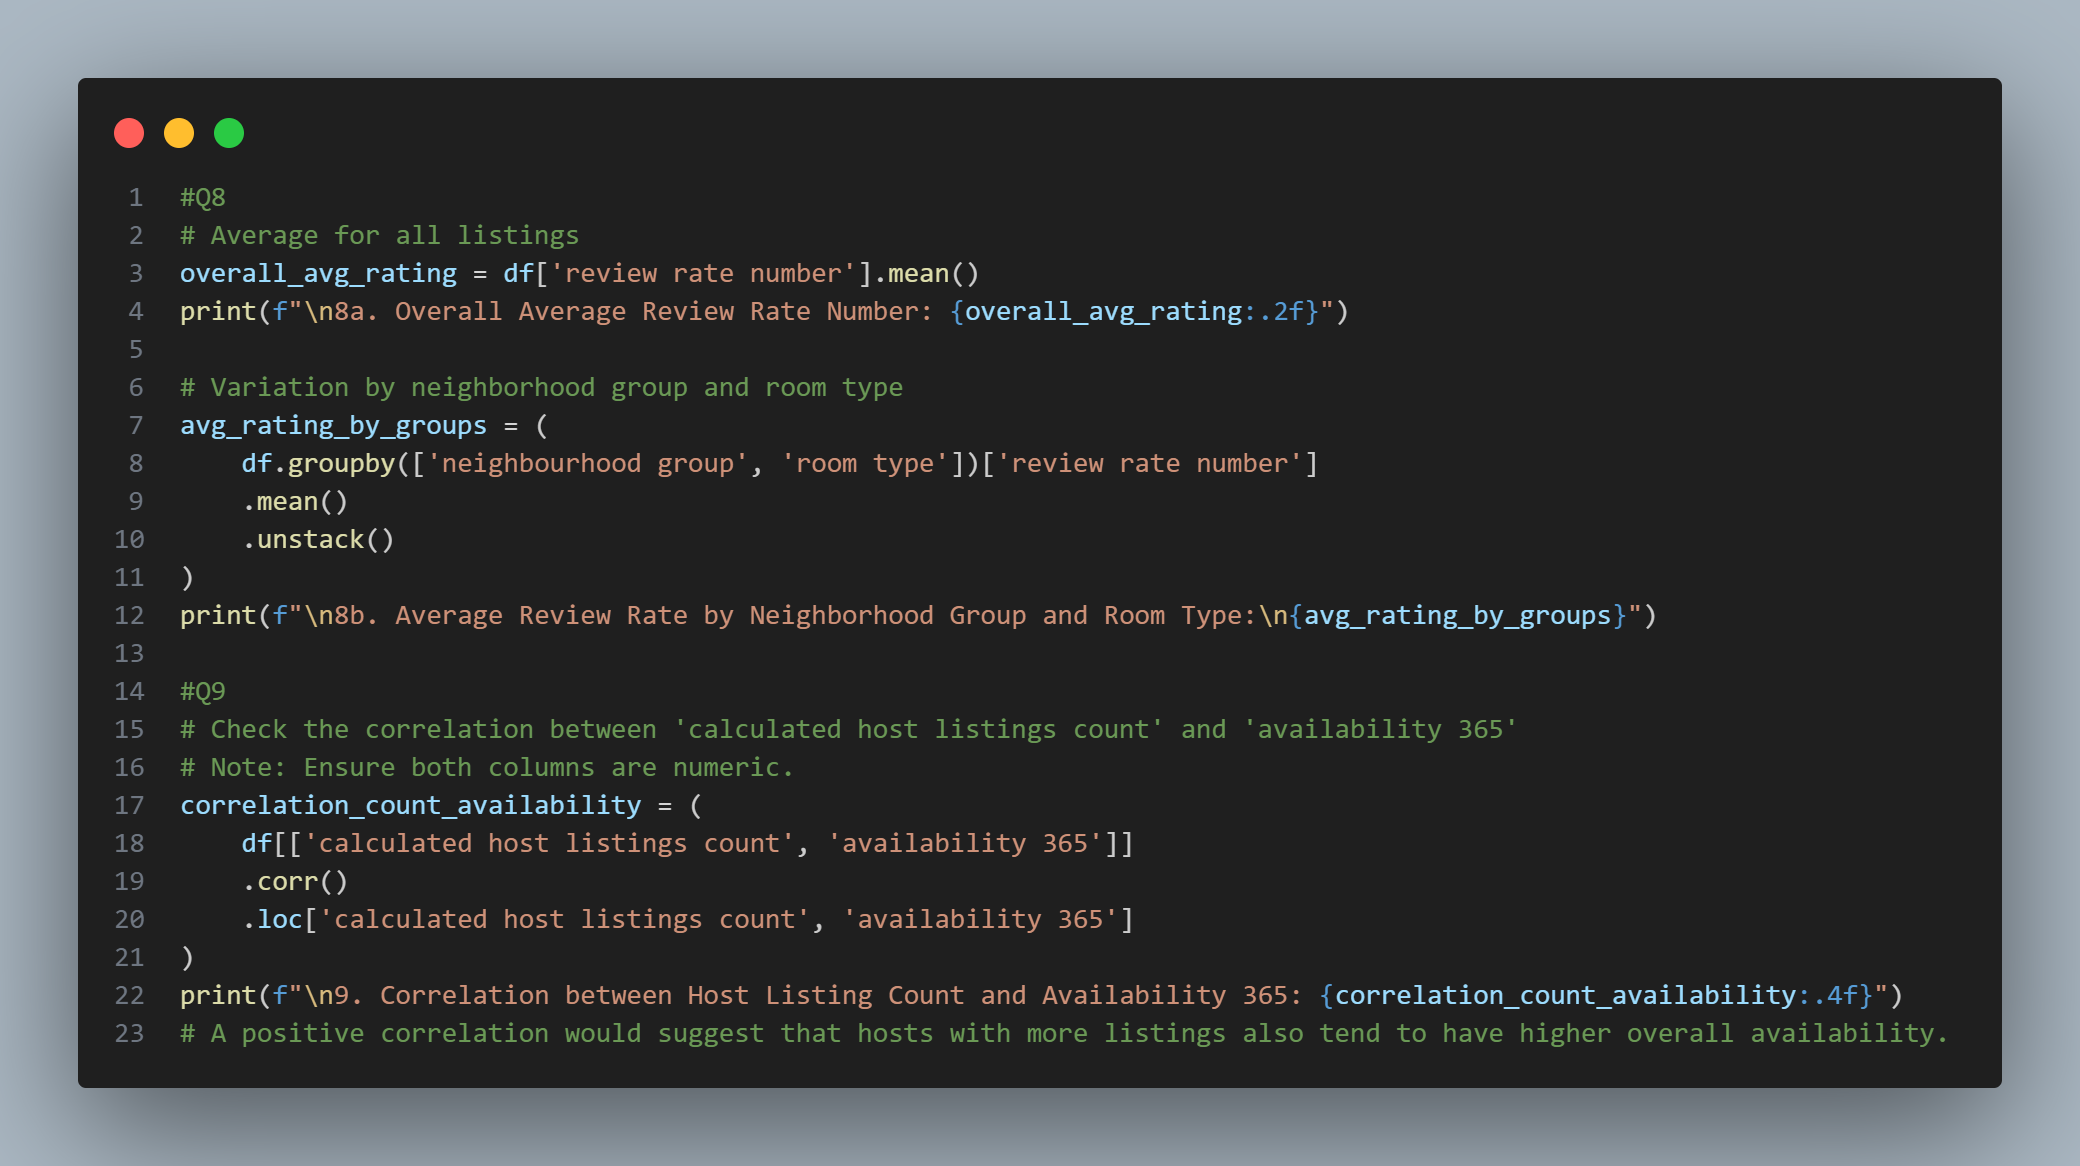 1 #Q8
2 # Average for all listings
3 overall_avg_rating = df['review rate number'].mean()
4 print(f"\n8a. Overall Average Review Rate Number: {overall_avg_rating:.2f}")
5
6 # Variation by neighborhood group and room type
7 avg_rating_by_groups = (
8     df.groupby(['neighbourhood group', 'room type'])['review rate number']
9     .mean()
10     .unstack()
11 )
12 print(f"\n8b. Average Review Rate by Neighborhood Group and Room Type:\n{avg_rating_by_groups}")
13
14 #Q9
15 # Check the correlation between 'calculated host listings count' and 'availability 365'
16 # Note: Ensure both columns are numeric.
17 correlation_count_availability = (
18     df[['calculated host listings count', 'availability 365']]
19     .corr()
20     .loc['calculated host listings count', 'availability 365']
21 )
22 print(f"\n9. Correlation between Host Listing Count and Availability 365: {correlation_count_availability:.4f}")
23 # A positive correlation would suggest that hosts with more listings also tend to have higher overall availability.